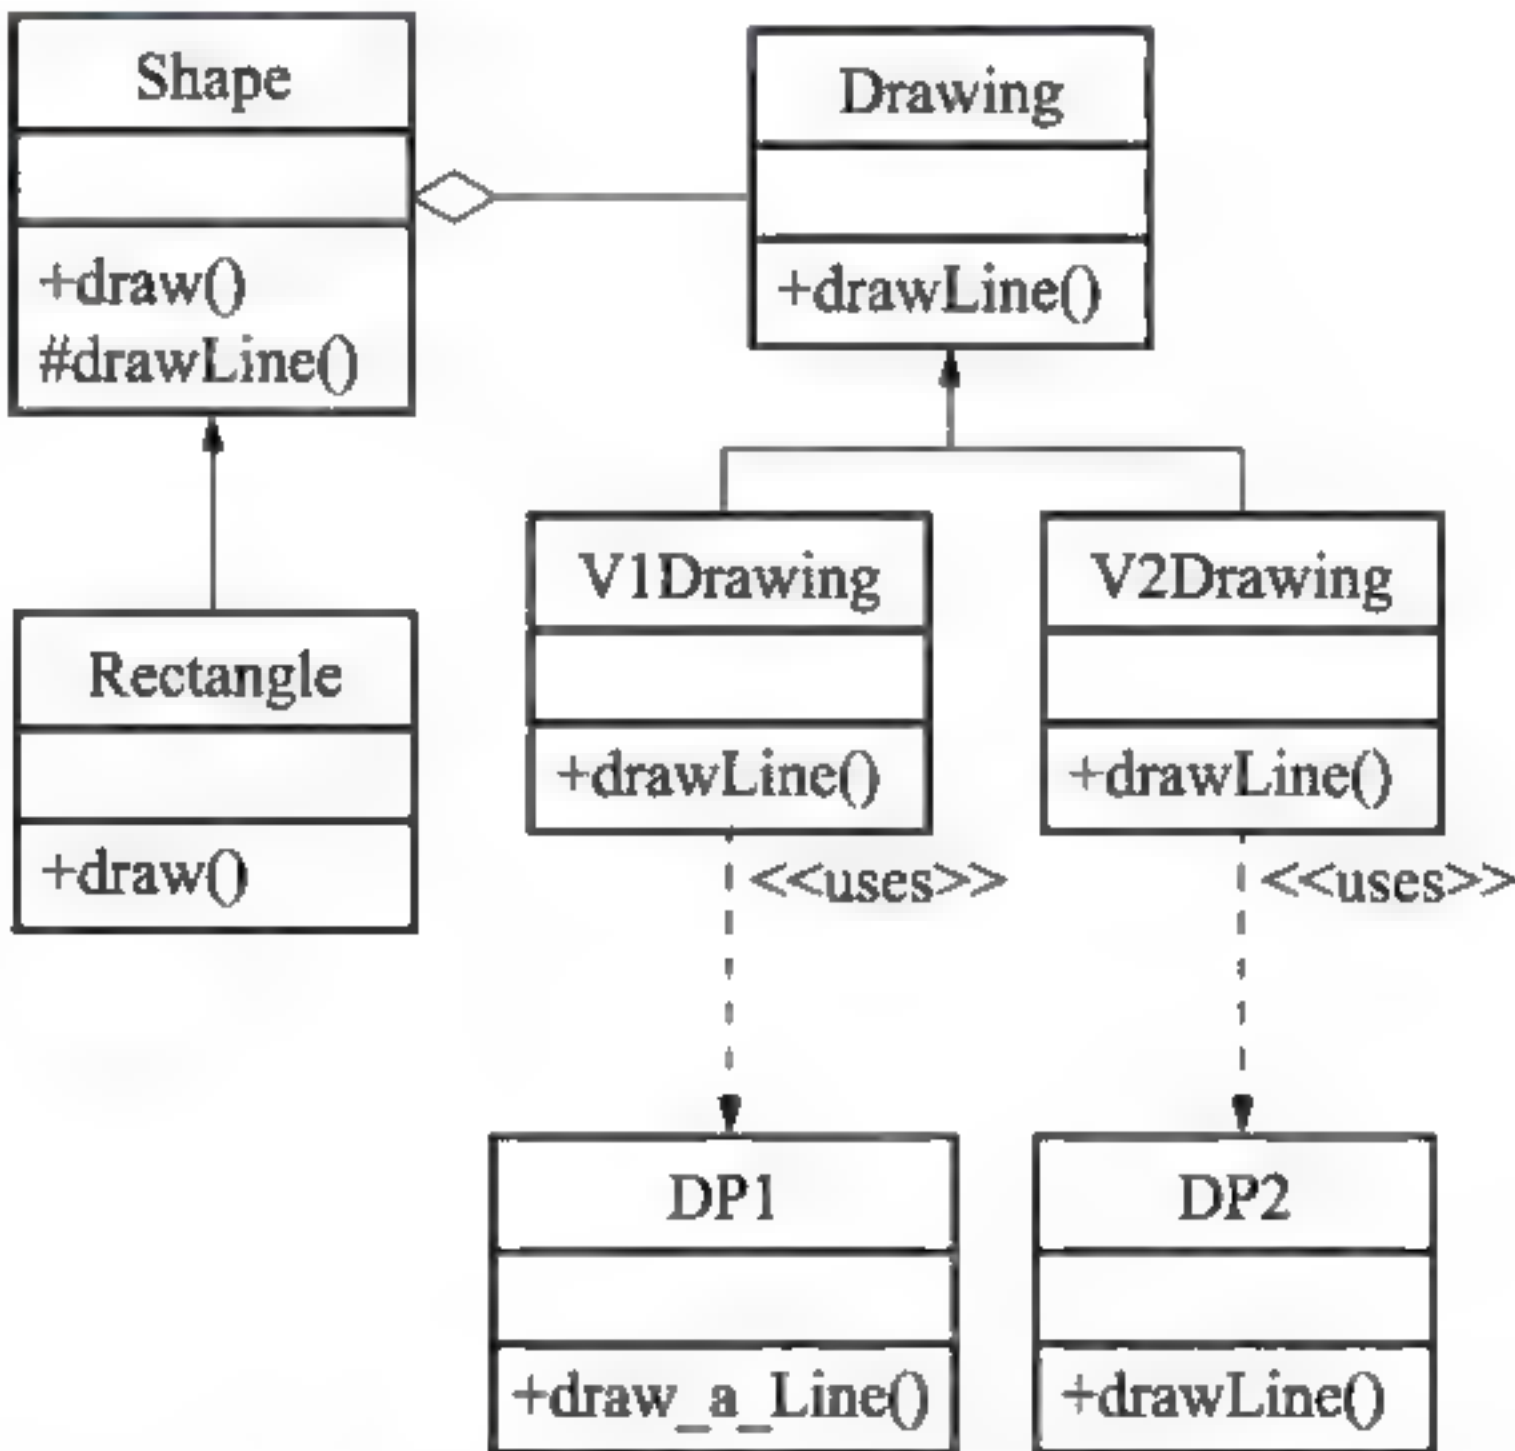 Shape
+draw()
#drawLine()
Drawing
+drawLine()
Rectangle
+draw()
V1Drawing
+drawLine()
<<uses>>
V2Drawing
+drawLine()
<<uses>>
DP1
+draw_a_Line()
DP2
+drawLine()